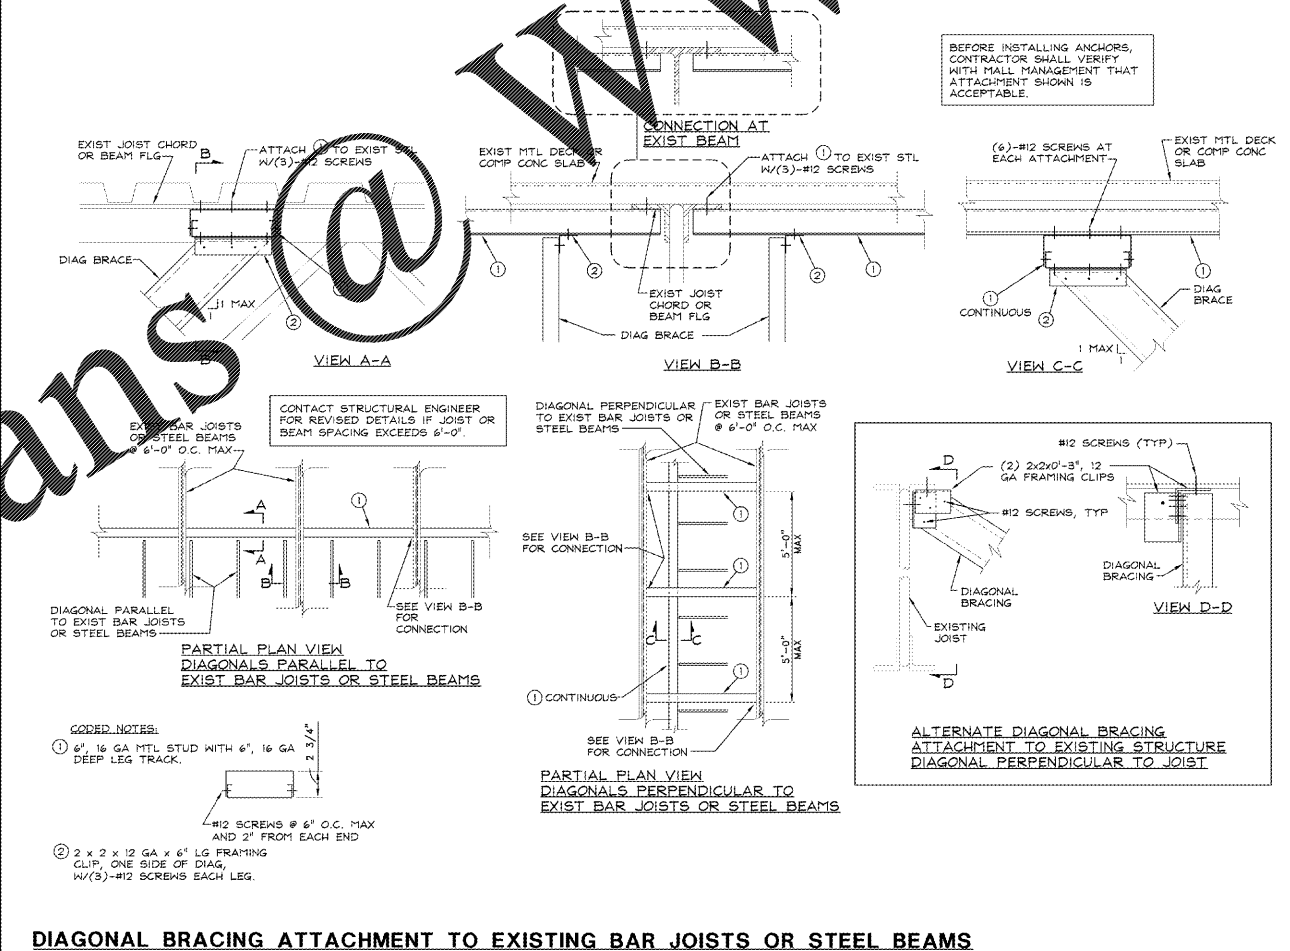 BEFORE INSTALLING ANCHORS,
CONTRACTOR SHALL VERIFY
WITH MALL MANAGEMENT THAT
ATTACHMENT SHOWN IS
ACCEPTABLE.
CONNECTION AT
EXIST BEAM
EXIST JOIST CHORD
OR BEAM FLG
B
ATTACH 1 TO EXIST STL
W/(3)-#12 SCREWS
DIAG BRACE
1 MAX
1
2
B
VIEW A-A
EXIST MTL DECK OR
COMP CONC SLAB
ATTACH 1 TO EXIST STL
W/(3)-#12 SCREWS
1
2
2
1
EXIST JOIST
CHORD OR
BEAM FLG
DIAG BRACE
VIEW B-B
(6)-#12 SCREWS AT
EACH ATTACHMENT
EXIST MTL DECK
OR COMP CONC
SLAB
1
1
CONTINUOUS
2
DIAG
BRACE
1 MAX
1
VIEW C-C
ans @ ww
CONTACT STRUCTURAL ENGINEER
FOR REVISED DETAILS IF JOIST OR
BEAM SPACING EXCEEDS 6'-0".
EXIST BAR JOISTS
OR STEEL BEAMS
@ 6'-0" O.C. MAX
1
A
A
B
B
DIAGONAL PARALLEL
TO EXIST BAR JOISTS
OR STEEL BEAMS
SEE VIEW B-B
FOR
CONNECTION
PARTIAL PLAN VIEW
DIAGONALS PARALLEL TO
EXIST BAR JOISTS OR STEEL BEAMS
DIAGONAL PERPENDICULAR
TO EXIST BAR JOISTS OR
STEEL BEAMS
EXIST BAR JOISTS
OR STEEL BEAMS
@ 6'-0" O.C. MAX
1
SEE VIEW B-B
FOR CONNECTION
5'-0"
MAX
1
C
C
5'-0"
MAX
1
1 CONTINUOUS
SEE VIEW B-B
FOR CONNECTION
PARTIAL PLAN VIEW
DIAGONALS PERPENDICULAR TO
EXIST BAR JOISTS OR STEEL BEAMS
#12 SCREWS (TYP)
D
(2) 2x2x0'-3", 12
GA FRAMING CLIPS
#12 SCREWS, TYP
DIAGONAL
BRACING
DIAGONAL
BRACING
EXISTING
JOIST
VIEW D-D
D
ALTERNATE DIAGONAL BRACING
ATTACHMENT TO EXISTING STRUCTURE
DIAGONAL PERPENDICULAR TO JOIST
CODED NOTES:
1 6", 16 GA MTL STUD WITH 6", 16 GA
DEEP LEG TRACK.
2 3/4"
#12 SCREWS @ 6" O.C. MAX
AND 2" FROM EACH END
2 2 x 2 x 12 GA x 6" LG FRAMING
CLIP, ONE SIDE OF DIAG,
W/(3)-#12 SCREWS EACH LEG.
DIAGONAL BRACING ATTACHMENT TO EXISTING BAR JOISTS OR STEEL BEAMS